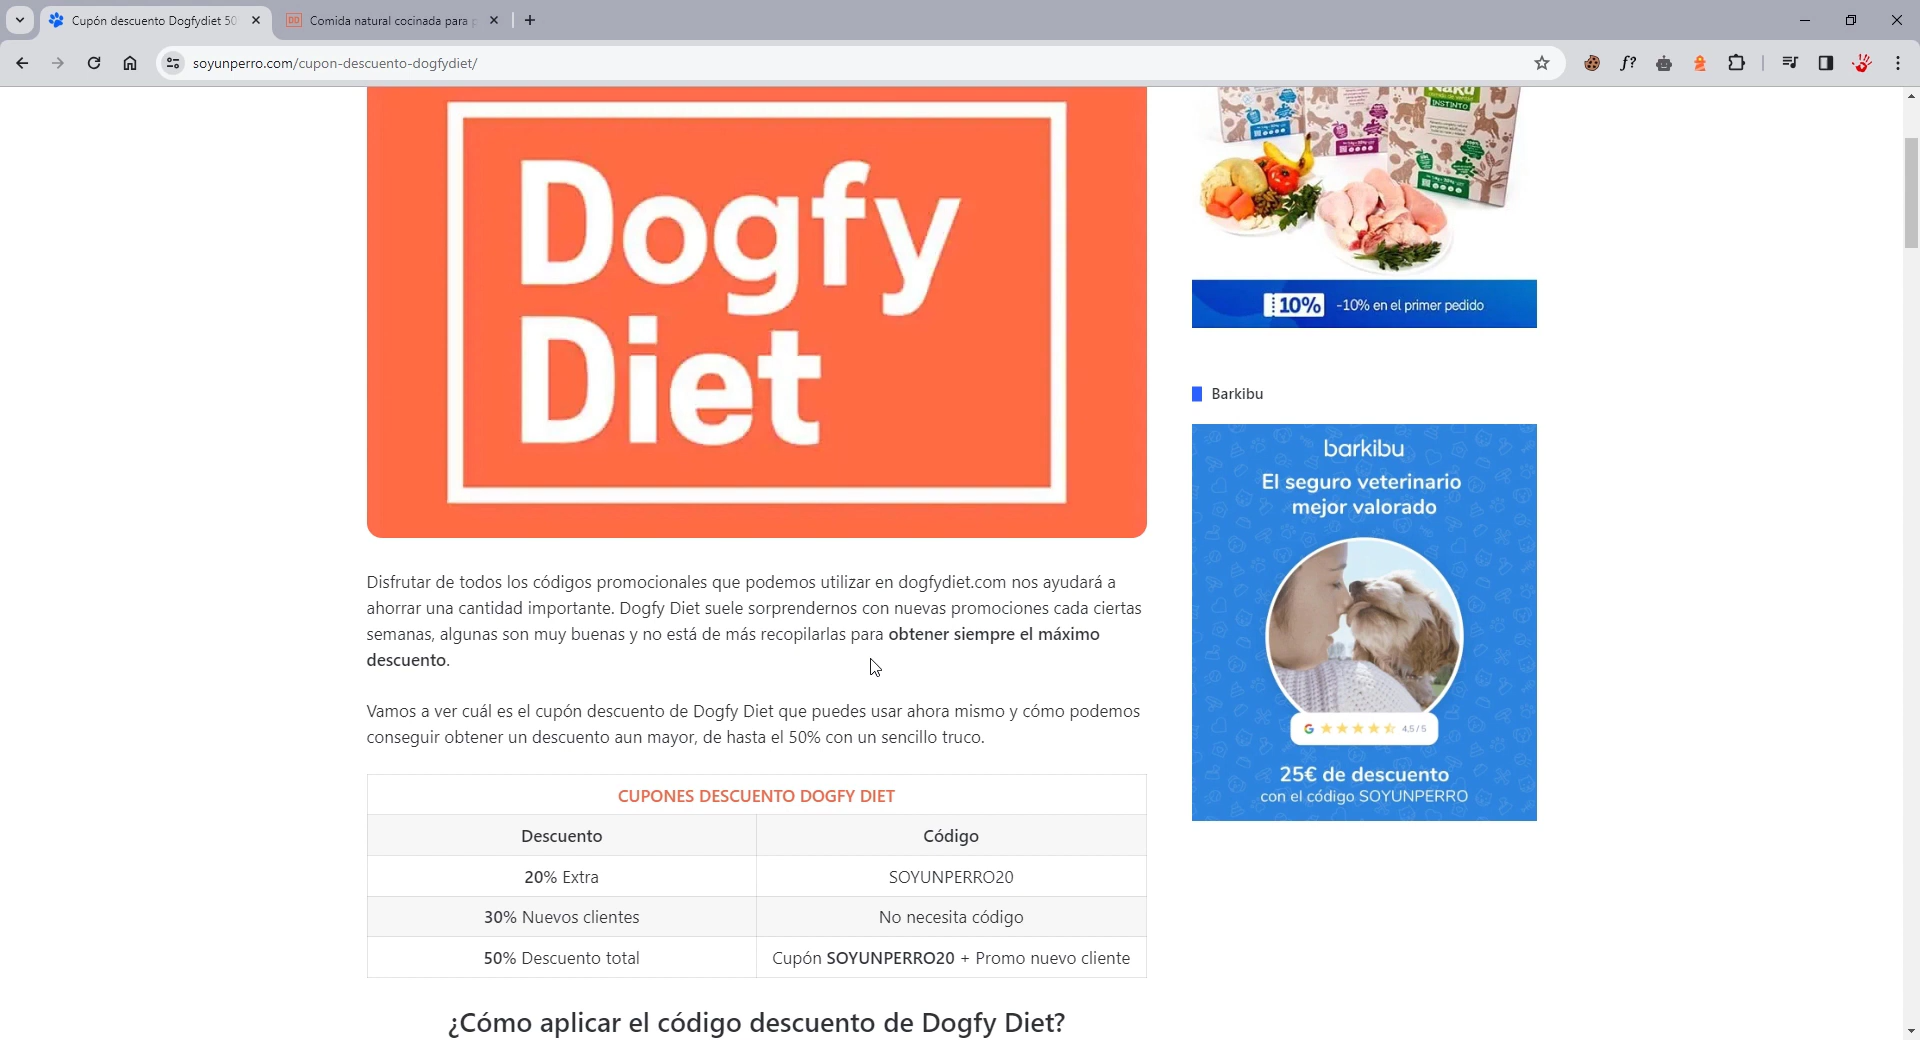 Cupón descuento Dogfydiet 50
Comida natural cocinada para p
soyunperro.com/cupon-descuento-dogfydiet/
f?
Dogfy
Diet
Naku
INSTINTO
10%
-10% en el primer pedido
Barkibu
barkibu
El seguro veterinario
mejor valorado
G
4,5 / 5
25€ de descuento
con el código SOYUNPERRO
Disfrutar de todos los códigos promocionales que podemos utilizar en dogfydiet.com nos ayudará a
ahorrar una cantidad importante. Dogfy Diet suele sorprendernos con nuevas promociones cada ciertas
semanas, algunas son muy buenas y no está de más recopilarlas para obtener siempre el máximo
descuento.
Vamos a ver cuál es el cupón descuento de Dogfy Diet que puedes usar ahora mismo y cómo podemos
conseguir obtener un descuento aun mayor, de hasta el 50% con un sencillo truco.
CUPONES DESCUENTO DOGFY DIET
Descuento Código
20% Extra SOYUNPERRO20
30% Nuevos clientes No necesita código
50% Descuento total Cupón SOYUNPERRO20 + Promo nuevo cliente
¿Cómo aplicar el código descuento de Dogfy Diet?